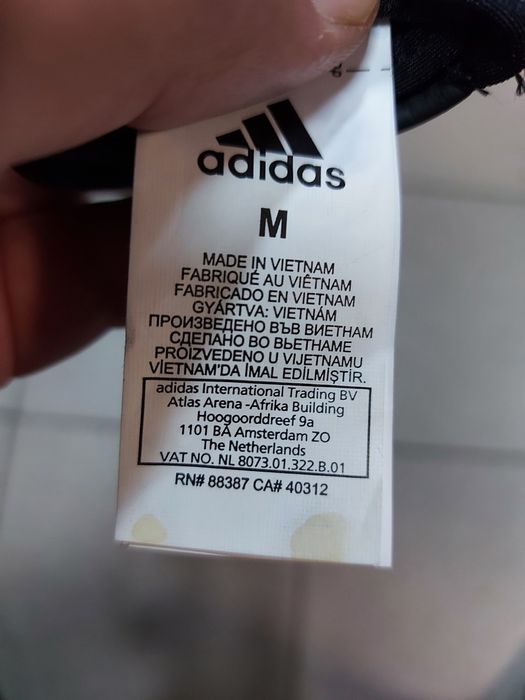 adidas
M
MADE IN VIETNAM
FABRIQUÉ AU VIÊTNAM
FABRICADO EN VIETNAM
GYÁRTVA: VIETNÁM
ПРОИЗВЕДЕНО ВЪВ ВИЕТНАМ
СДЕЛАНО ВО ВЬЕТНАМЕ
PROIZVEDENO U VIJETNAMU
VİETNAM'DA İMAL EDİLMİŞTİR.
adidas International Trading BV
Atlas Arena -Afrika Building
Hoogoorddreef 9a
1101 BA Amsterdam ZO
The Netherlands
VAT NO. NL 8073.01.322.B.01
RN# 88387 CA# 40312